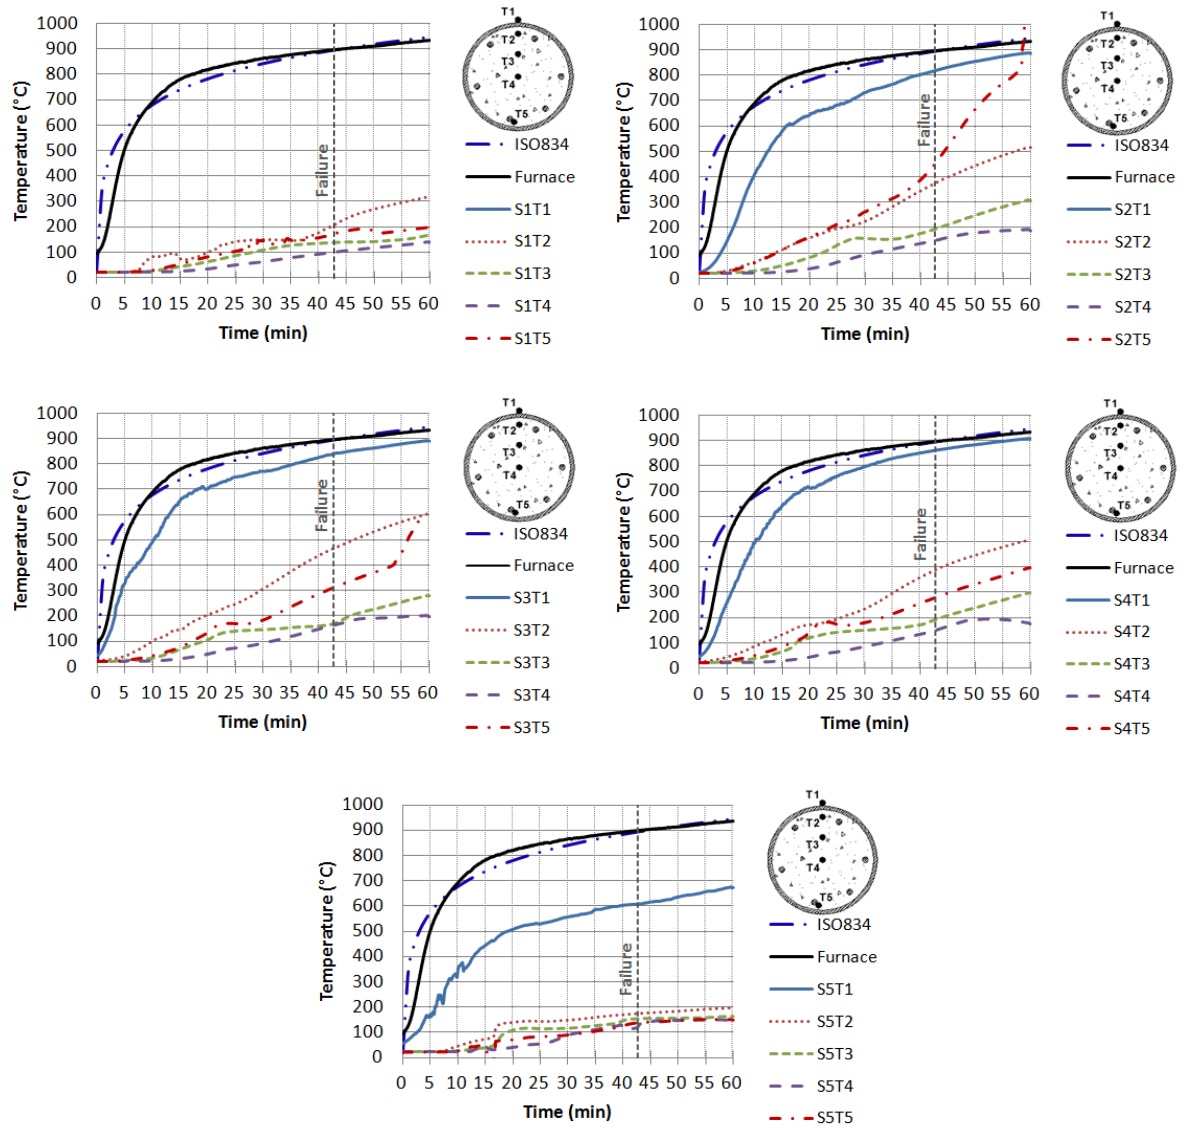 1000
900
800
700
600
500
400
300
200
100
0
Temperature (°C)
0 5 10 15 20 25 30 35 40 45 50 55 60
Time (min)
Failure
T1
T2
T3
T4
T5
ISO834
Furnace
S1T1
S1T2
S1T3
S1T4
S1T5
1000
900
800
700
600
500
400
300
200
100
0
Temperature (°C)
0 5 10 15 20 25 30 35 40 45 50 55 60
Time (min)
Failure
T1
T2
T3
T4
T5
ISO834
Furnace
S2T1
S2T2
S2T3
S2T4
S2T5
1000
900
800
700
600
500
400
300
200
100
0
Temperature (°C)
0 5 10 15 20 25 30 35 40 45 50 55 60
Time (min)
Failure
T1
T2
T3
T4
T5
ISO834
Furnace
S3T1
S3T2
S3T3
S3T4
S3T5
1000
900
800
700
600
500
400
300
200
100
0
Temperature (°C)
0 5 10 15 20 25 30 35 40 45 50 55 60
Time (min)
Failure
T1
T2
T3
T4
T5
ISO834
Furnace
S4T1
S4T2
S4T3
S4T4
S4T5
1000
900
800
700
600
500
400
300
200
100
0
Temperature (°C)
0 5 10 15 20 25 30 35 40 45 50 55 60
Time (min)
Failure
T1
T2
T3
T4
T5
ISO834
Furnace
S5T1
S5T2
S5T3
S5T4
S5T5